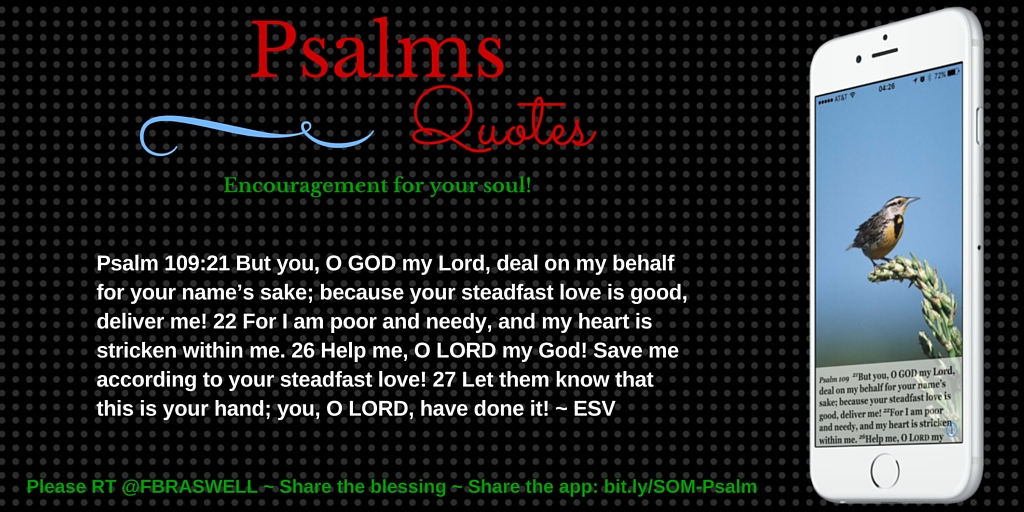 Psalms
Quotes
Encouragement for your soul!
Psalm 109:21 But you, O GOD my Lord, deal on my behalf
for your name’s sake; because your steadfast love is good,
deliver me! 22 For I am poor and needy, and my heart is
stricken within me. 26 Help me, O LORD my God! Save me
according to your steadfast love! 27 Let them know that
this is your hand; you, O LORD, have done it! ~ ESV
Please RT @FBRASWELL ~ Share the blessing ~ Share the app: bit.ly/SOM-Psalm
AT&T 04:26 72%
Psalm 109 21But you, O GOD my Lord,
deal on my behalf for your name’s
sake; because your steadfast love is
good, deliver me! 22For I am poor
and needy, and my heart is stricken
within me. 26Help me, O LORD my